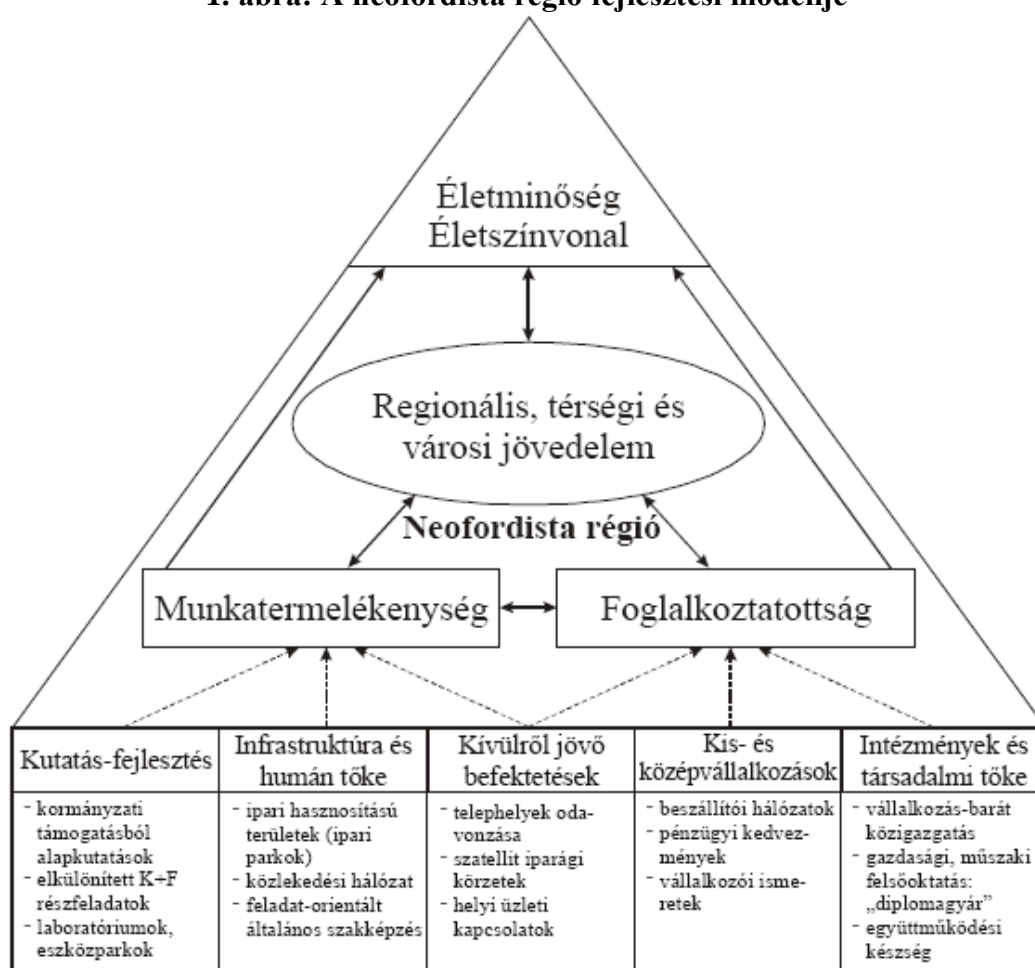 1. ábra: A neofordista régió fejlesztési modellje
Életminőség
Életszínvonal
Regionális, térségi és
városi jövedelem
Neofordista régió
Munkatermelékenység
Foglalkoztatottság
Kutatás-fejlesztés
- kormányzati
támogatásból
alapkutatások
- elkülönített K+F
részfeladatok
- laboratóriumok,
eszközparkok
Infrastruktúra és
humán tőke
- ipari hasznosítású
területek (ipari
parkok)
- közlekedési hálózat
- feladat-orientált
általános szakképzés
Kívülről jövő
befektetések
- telephelyek oda-
vonzása
- szatellit iparági
körzetek
- helyi üzleti
kapcsolatok
Kis- és
középvállalkozások
- beszállítói hálózatok
- pénzügyi kedvez-
mények
- vállalkozói isme-
retek
Intézmények és
társadalmi tőke
- vállalkozás-barát
közigazgatás
- gazdasági, műszaki
felsőoktatás:
„diplomagyár”
- együttműködési
készség